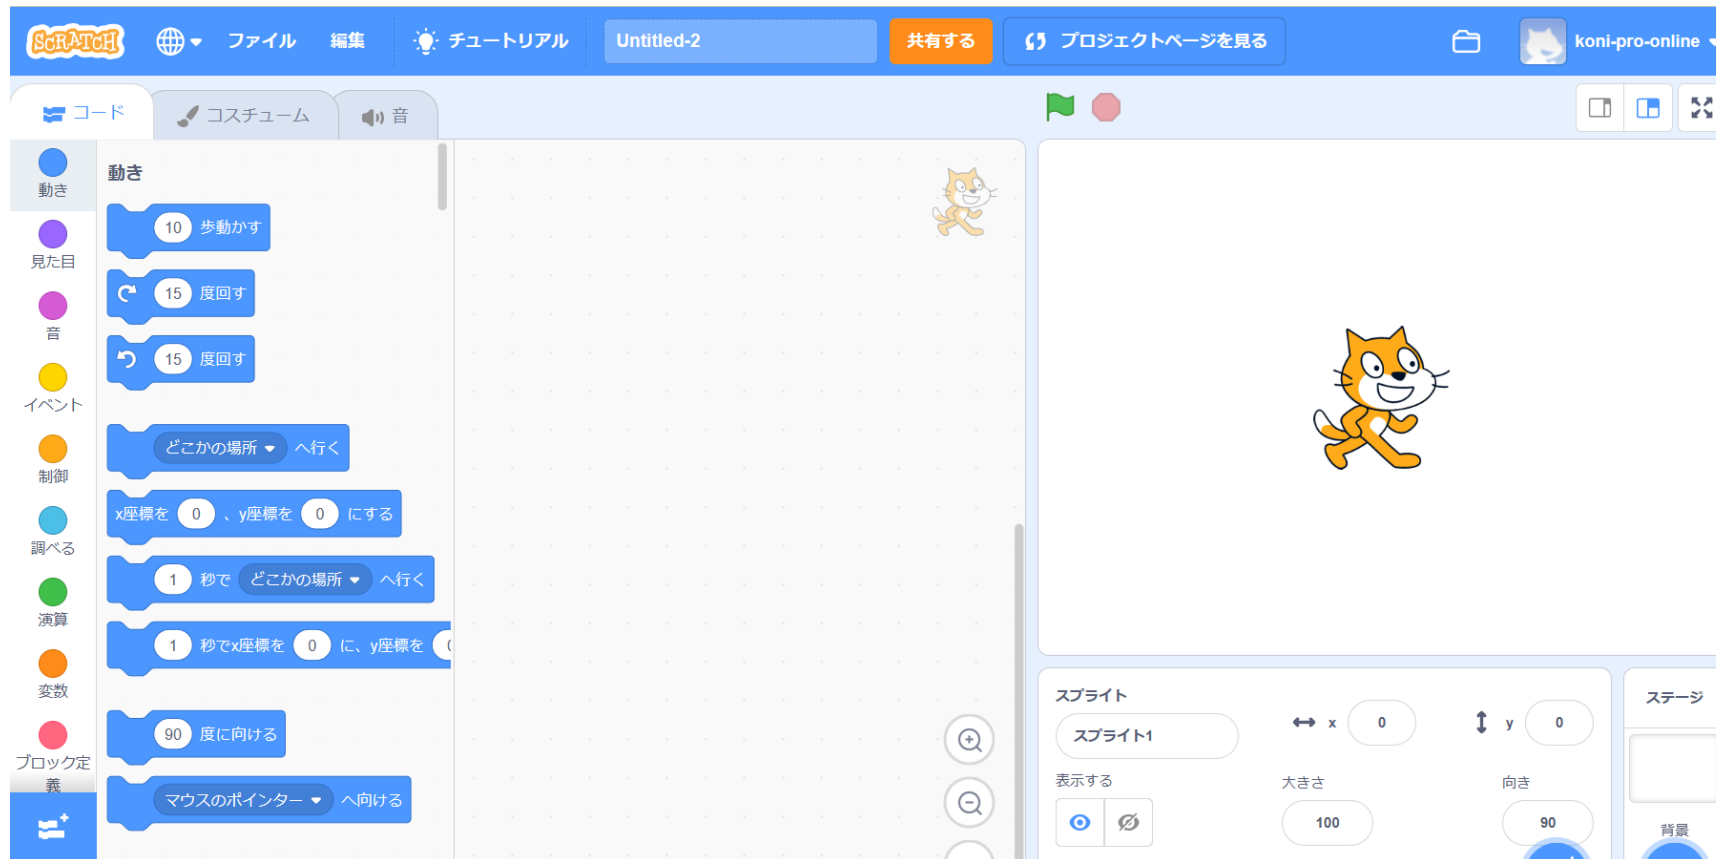 SCRATCH ファイル 編集 チュートリアル Untitled-2 共有する プロジェクトページを見る koni-pro-online
コード コスチューム 音
動き
見た目
音
イベント
制御
調べる
演算
変数
ブロック定
義
動き
10 歩動かす
15 度回す
15 度回す
どこかの場所 へ行く
x座標を 0 、y座標を 0 にする
1 秒で どこかの場所 へ行く
1 秒でx座標を 0 に、y座標を 0
90 度に向ける
マウスのポインター へ向ける
スプライト
スプライト1
x 0 y 0
表示する
大きさ
100
向き
90
ステージ
背景